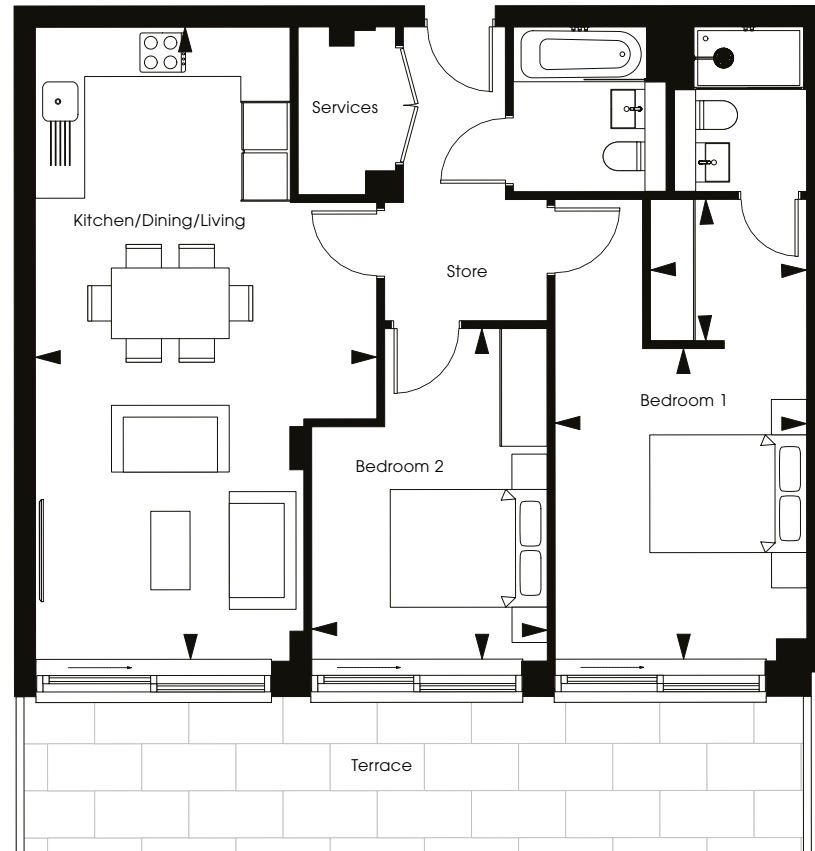 Services
Kitchen/Dining/Living
Store
Bedroom 1
Bedroom 2
Terrace